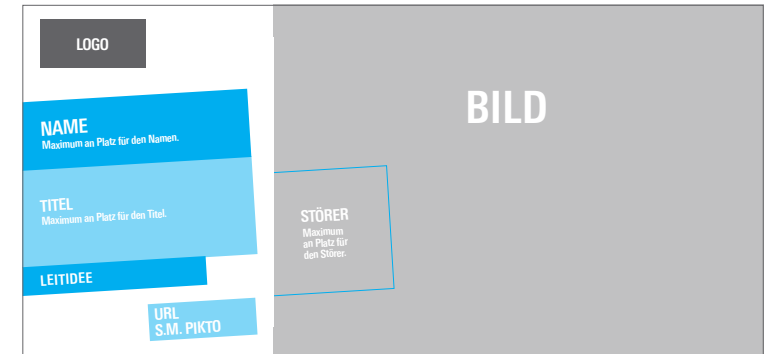 LOGO
NAME
Maximum an Platz für den Namen.
TITEL
Maximum an Platz für den Titel.
LEITIDEE
URL
S.M. PIKTO
BILD
STÖRER
Maximum
an Platz für
den Störer.